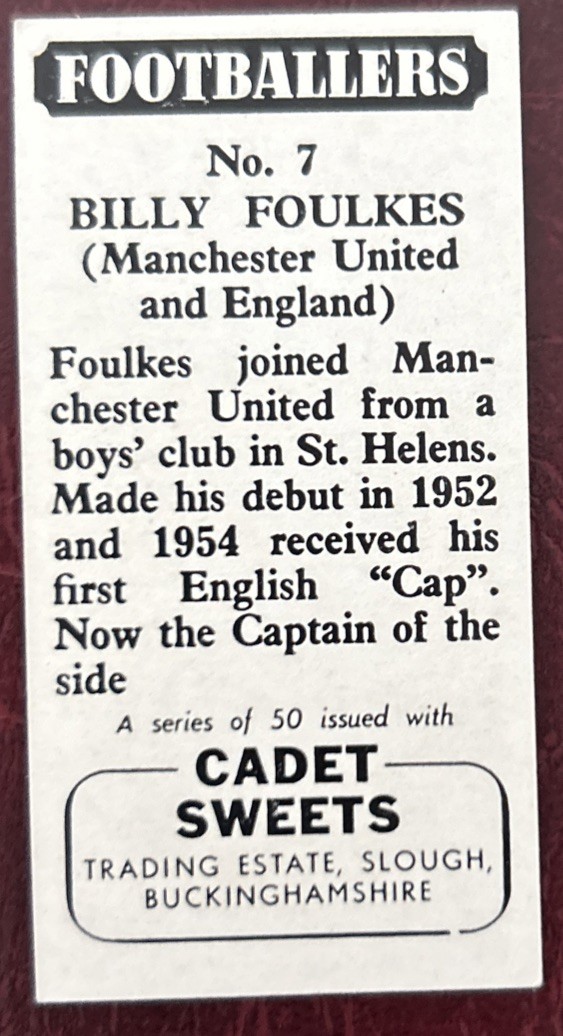 FOOTBALLERS
No. 7
BILLY FOULKES
(Manchester United
and England)
Foulkes joined Man-
chester United from a
boys' club in St. Helens.
Made his debut in 1952
and 1954 received his
first English "Cap".
Now the Captain of the
side
A series of 50 issued with
CADET
SWEETS
TRADING ESTATE, SLOUGH,
BUCKINGHAMSHIRE